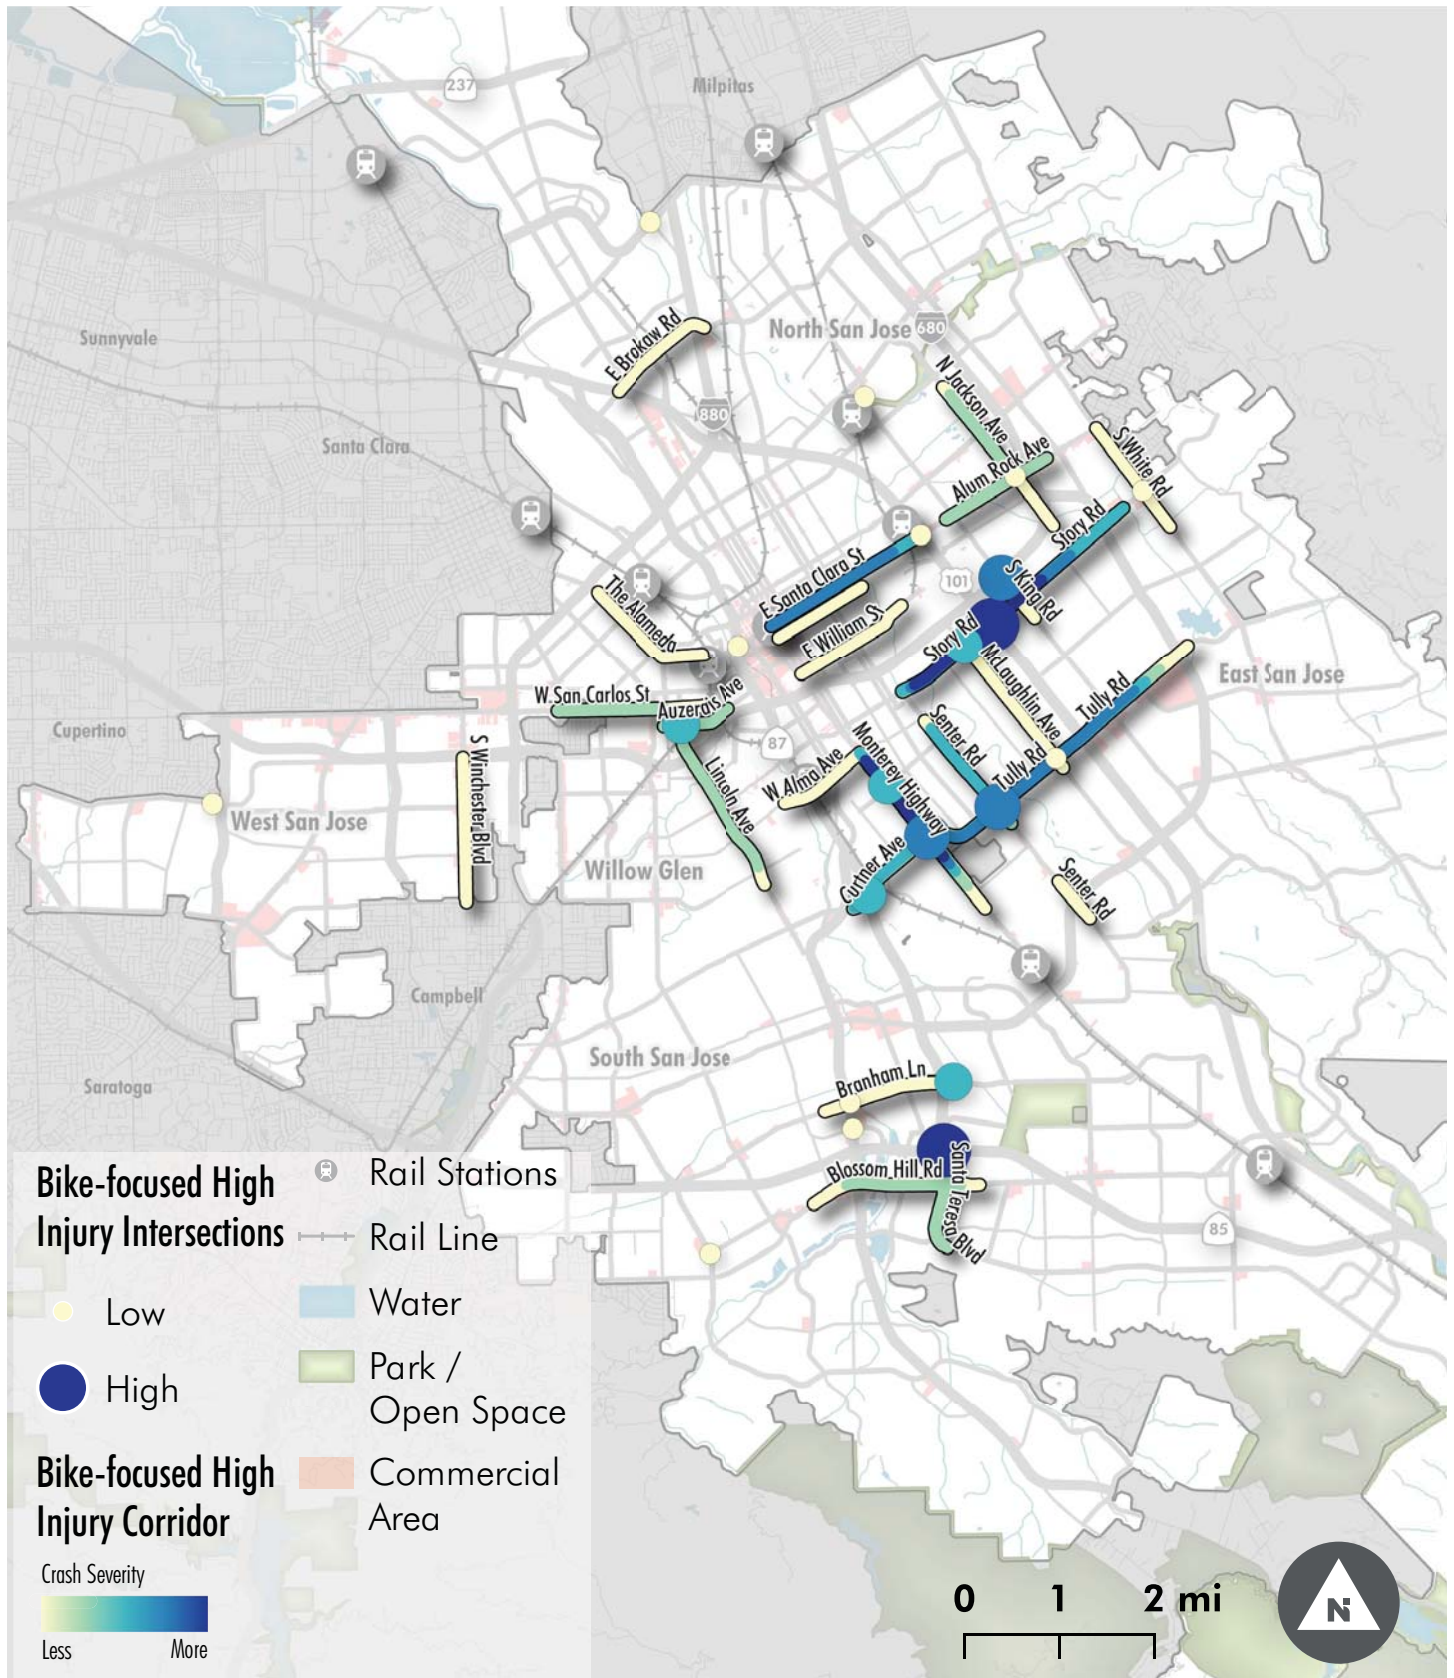 237
Milpitas
E Brokaw Rd
North San Jose
680
Sunnyvale
880
N Jackson Ave
Santa Clara
Alum Rock Ave
S White Rd
Story Rd
E Santa Clara St
101
S King Rd
The Alameda
E William St
Story Rd
McLaughlin Ave
East San Jose
W San Carlos St
Auzerais Ave
Tully Rd
Cupertino
87
Senter Rd
S Winchester Blvd
Monterey Highway
Tully Rd
W Alma Ave
Lincoln Ave
West San Jose
Willow Glen
Curtner Ave
Senter Rd
Campbell
South San Jose
Saratoga
Branham Ln
Blossom Hill Rd
Santa Teresa Blvd
85
Bike-focused High
Injury Intersections
Low
High
Bike-focused High
Injury Corridor
Crash Severity
Less
More
Rail Stations
Rail Line
Water
Park /
Open Space
Commercial
Area
0 1 2 mi
N